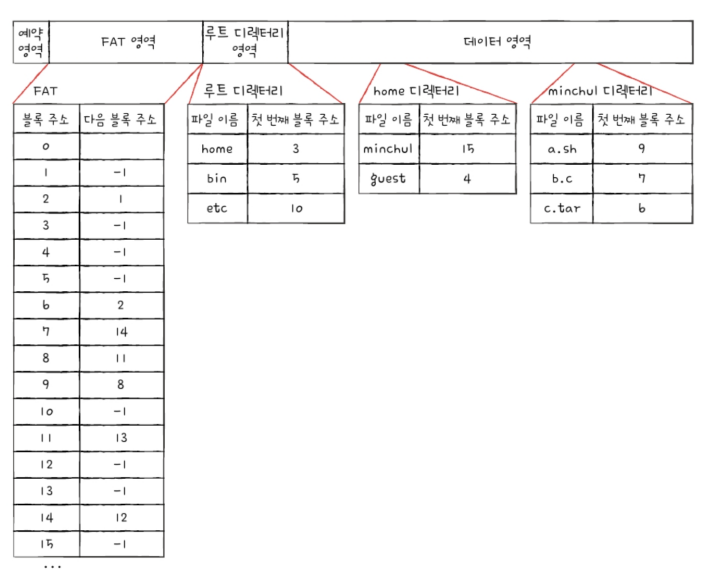 예약 영역 FAT 영역 루트 디렉터리 영역 데이터 영역
FAT
블록 주소 다음 블록 주소
0
1 -1
2 1
3 -1
4 -1
5 -1
6 2
7 14
8 11
9 8
10 -1
11 13
12 -1
13 -1
14 12
15 -1
...
루트 디렉터리
파일 이름 첫 번째 블록 주소
home 3
bin 5
etc 10
home 디렉터리
파일 이름 첫 번째 블록 주소
minchul 15
guest 4
minchul 디렉터리
파일 이름 첫 번째 블록 주소
a.sh 9
b.c 7
c.tar 6